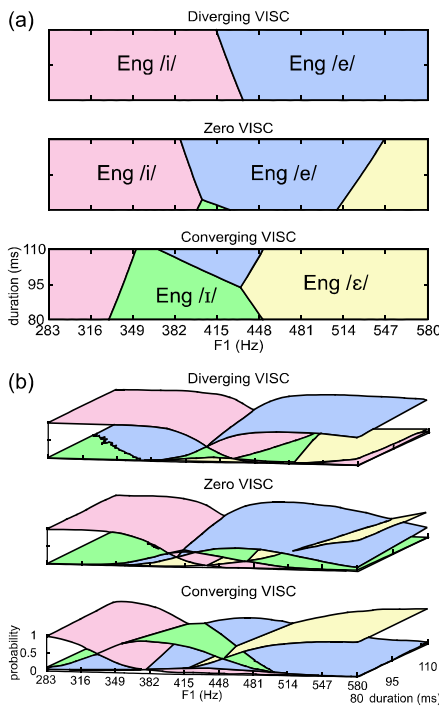 (a)
Diverging VISC
Eng /i/ Eng /e/
Zero VISC
Eng /i/ Eng /e/
Converging VISC
duration (ms)
110
95
80
Eng /ɪ/ Eng /ɛ/
283 316 349 382 415 448 481 514 547 580
F1 (Hz)
(b)
Diverging VISC
Zero VISC
Converging VISC
probability
1
0.5
0
283 316 349 382 415 448 481 514 547 580
F1 (Hz)
80 95 110
duration (ms)